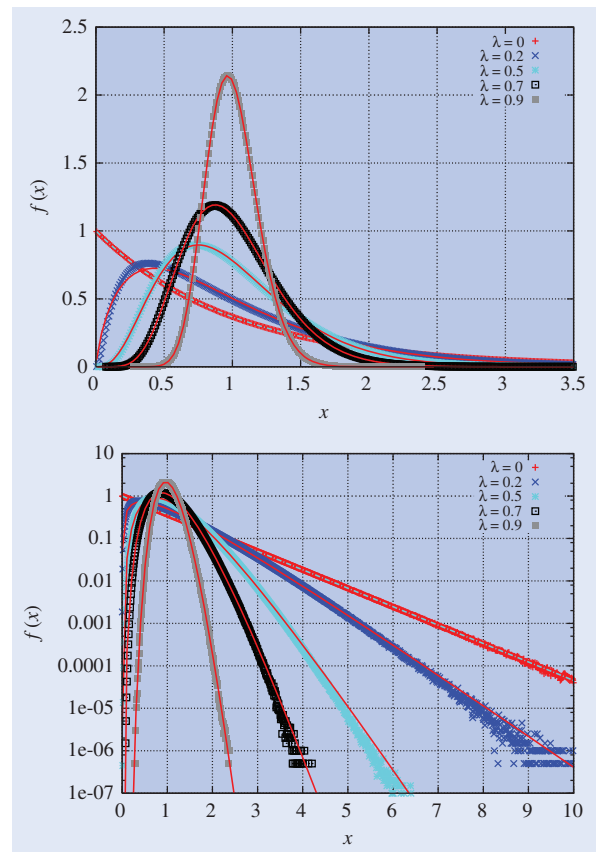 2.5
2
1.5
1
0.5
0
f (x)
λ = 0
λ = 0.2
λ = 0.5
λ = 0.7
λ = 0.9
0 0.5 1 1.5 2 2.5 3 3.5
x
10
1
0.1
0.01
0.001
0.0001
1e-05
1e-06
1e-07
f (x)
λ = 0
λ = 0.2
λ = 0.5
λ = 0.7
λ = 0.9
0 1 2 3 4 5 6 7 8 9 10
x